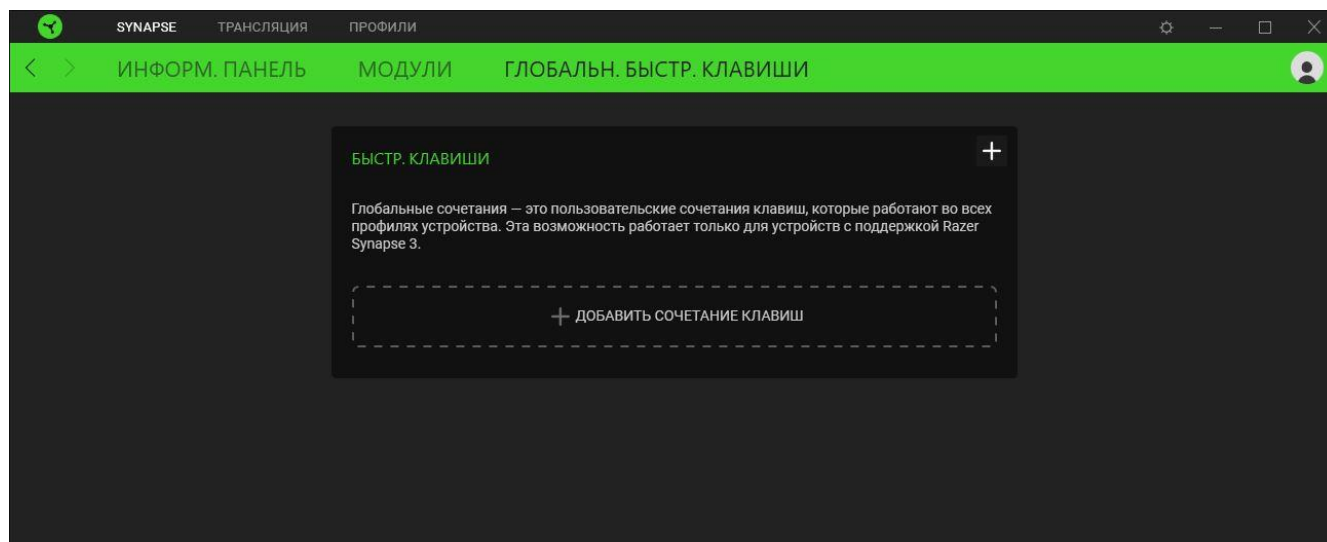 SYNAPSE ТРАНСЛЯЦИЯ ПРОФИЛИ
ИНФОРМ. ПАНЕЛЬ МОДУЛИ ГЛОБАЛЬН. БЫСТР. КЛАВИШИ
БЫСТР. КЛАВИШИ
Глобальные сочетания — это пользовательские сочетания клавиш, которые работают во всех
профилях устройства. Эта возможность работает только для устройств с поддержкой Razer
Synapse 3.
ДОБАВИТЬ СОЧЕТАНИЕ КЛАВИШ